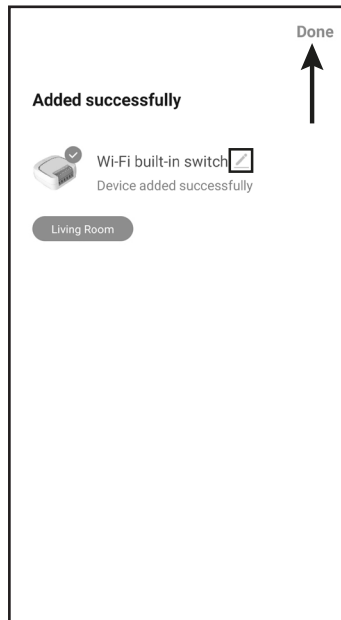 Done
Added successfully
Wi-Fi built-in switch
Device added successfully
Living Room